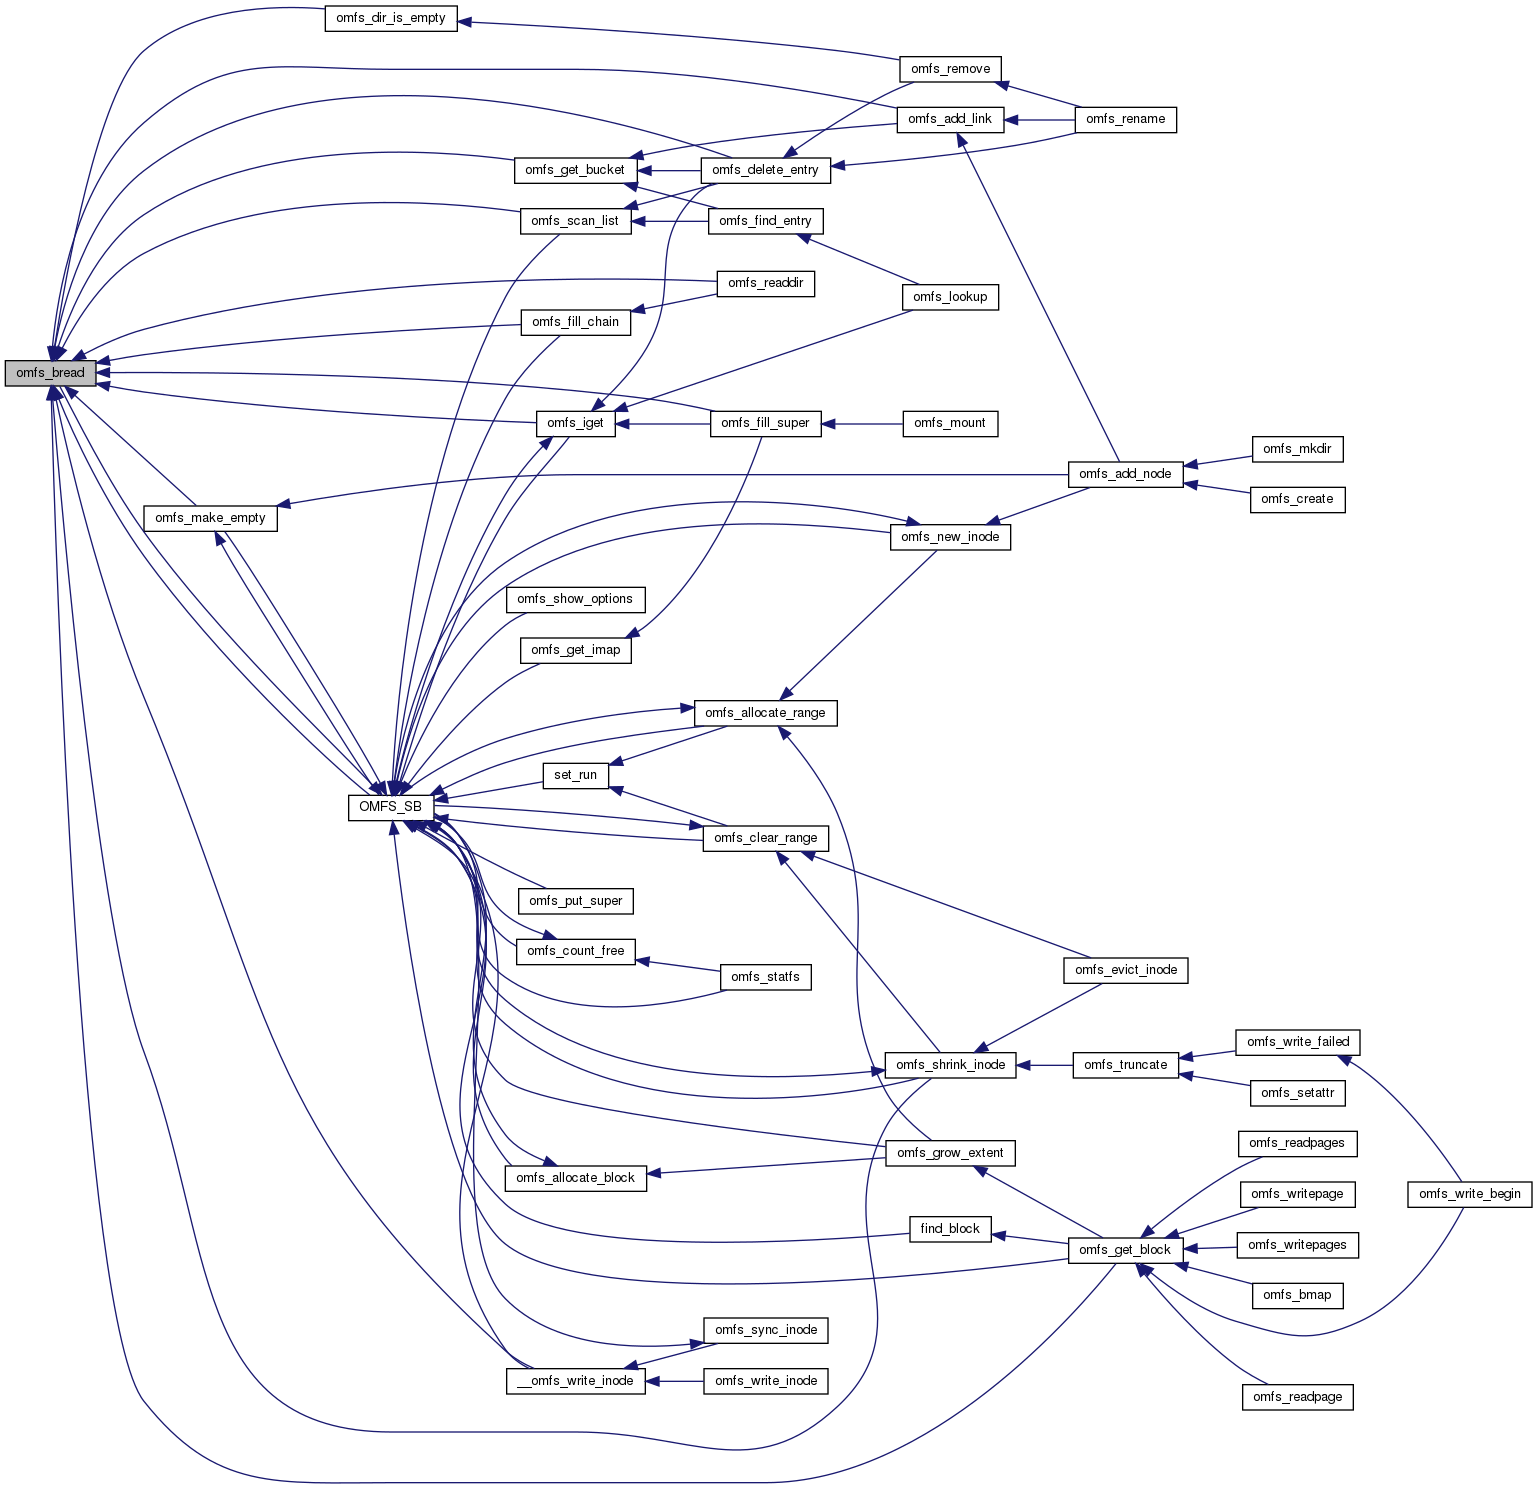 omfs_dir_is_empty
omfs_remove
omfs_add_link
omfs_rename
omfs_get_bucket
omfs_delete_entry
omfs_scan_list
omfs_find_entry
omfs_readdir
omfs_lookup
omfs_fill_chain
omfs_bread
omfs_iget
omfs_fill_super
omfs_mount
omfs_mkdir
omfs_add_node
omfs_create
omfs_make_empty
omfs_new_inode
omfs_show_options
omfs_get_imap
omfs_allocate_range
set_run
OMFS_SB
omfs_clear_range
omfs_put_super
omfs_count_free
omfs_statfs
omfs_evict_inode
omfs_write_failed
omfs_shrink_inode
omfs_truncate
omfs_setattr
omfs_readpages
omfs_grow_extent
omfs_allocate_block
omfs_writepage
omfs_write_begin
find_block
omfs_get_block
omfs_writepages
omfs_bmap
omfs_sync_inode
__omfs_write_inode
omfs_write_inode
omfs_readpage